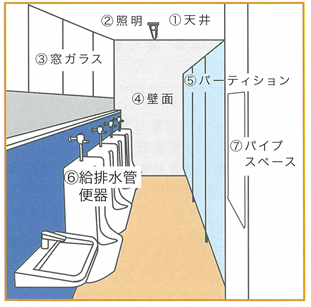 ②照明
①天井
③窓ガラス
④壁面
⑤パーティション
⑥給排水管
便器
⑦パイプ
スペース